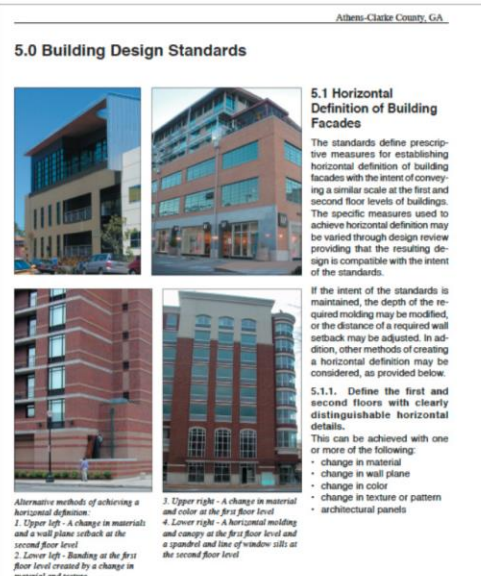 Athens-Clarke County, GA
5.0 Building Design Standards
5.1 Horizontal
Definition of Building
Facades
The standards define prescrip-
tive measures for establishing
horizontal definition of building
facades with the intent of convey-
ing a similar scale at the first and
second floor levels of buildings.
The specific measures used to
achieve horizontal definition may
be varied through design review
providing that the resulting de-
sign is compatible with the intent
of the standards.
If the intent of the standards is
maintained, the depth of the re-
quired molding may be modified,
or the distance of a required wall
setback may be adjusted. In ad-
dition, other methods of creating
a horizontal definition may be
considered, as provided below.
5.1.1. Define the first and
second floors with clearly
distinguishable horizontal
details.
This can be achieved with one
or more of the following:
• change in material
• change in wall plane
• change in color
• change in texture or pattern
• architectural panels
Alternative methods of achieving a
horizontal definition:
1. Upper left - A change in materials
and a wall plane setback at the
second floor level
2. Lower left - Banding at the first
floor level created by a change in
material and texture
3. Upper right - A change in material
and color at the first floor level
4. Lower right - A horizontal molding
and canopy at the first floor level and
a spandrel and line of window sills at
the second floor level